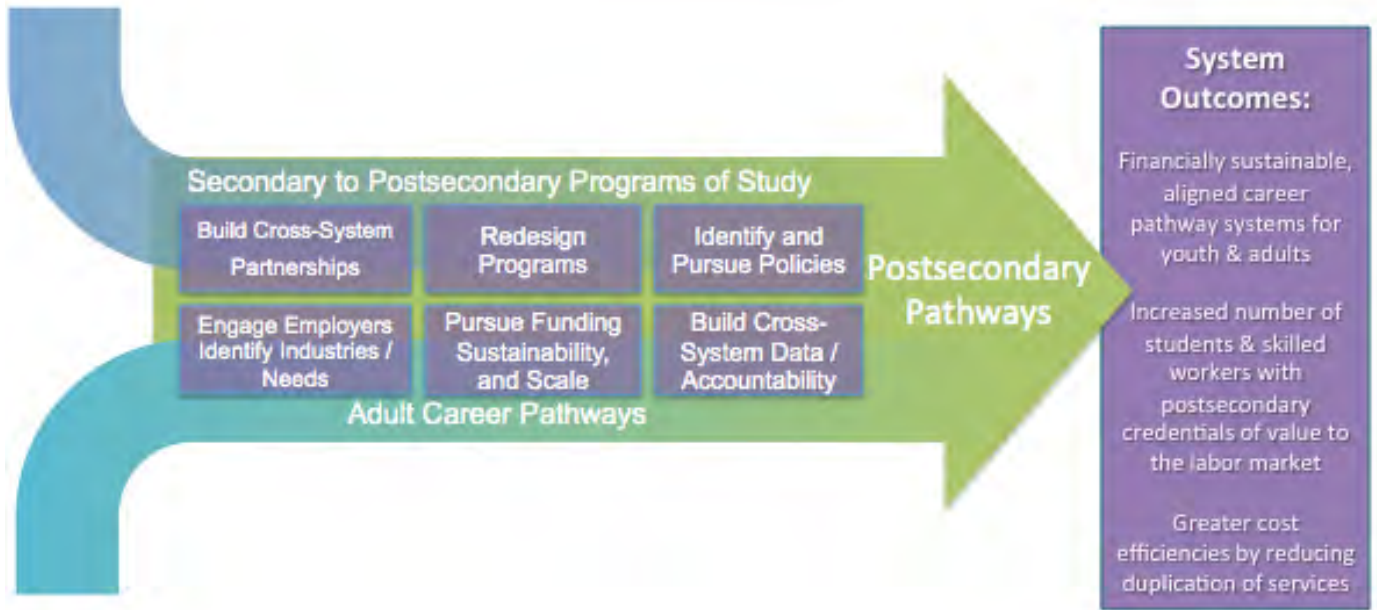 Secondary to Postsecondary Programs of Study
Build Cross-System
Partnerships
Redesign
Programs
Identify and
Pursue Policies
Engage Employers
Identify Industries /
Needs
Pursue Funding
Sustainability,
and Scale
Build Cross-
System Data /
Accountability
Adult Career Pathways
Postsecondary
Pathways
System
Outcomes:
Financially sustainable,
aligned career
pathway systems for
youth & adults
Increased number of
students & skilled
workers with
postsecondary
credentials of value to
the labor market
Greater cost
efficiencies by reducing
duplication of services